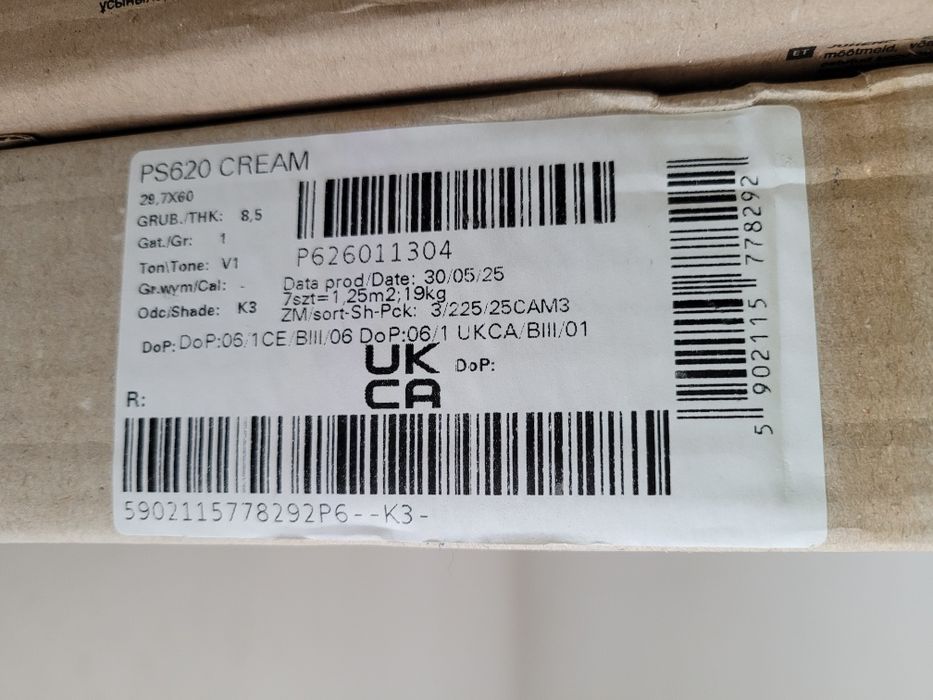 ET
mõõtmeid,
PS620 CREAM
29,7X60
GRUB./THK: 8,5
Gat./Gr: 1
Ton\Tone: V1
Gr.wym/Cal: -
Odc/Shade: K3
P626011304
Data prod/Date: 30/05/25
7szt=1,25m2;19kg
ZM/sort-Sh-Pck: 3/225/25CAM3
DoP: DoP:06/1CE/BIII/06 DoP:06/1 UKCA/BIII/01
UK
CA
DoP:
R:
5902115778292P6--K3-
5 902115 778292